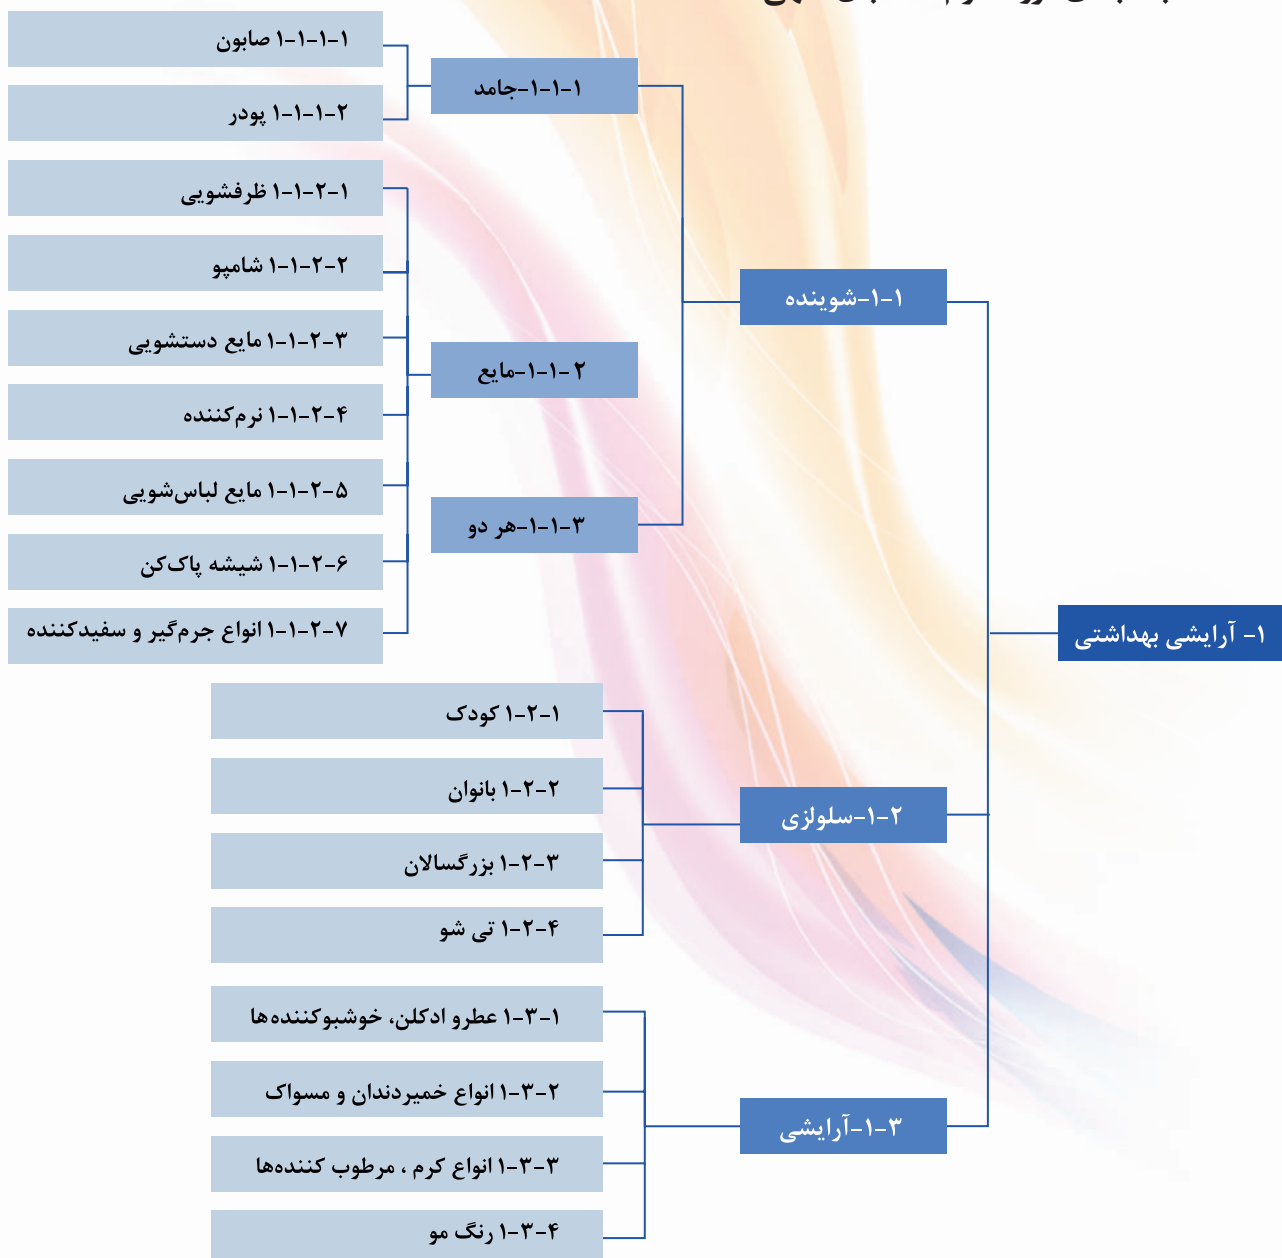 ۱- آرایشی بهداشتی
۱-۱-شوینده
۱-۱-۱-جامد
۱-۱-۱-۱ صابون
۱-۱-۱-۲ پودر
۱-۱-۲-مایع
۱-۱-۲-۱ ظرفشویی
۱-۱-۲-۲ شامپو
۱-۱-۲-۳ مایع دستشویی
۱-۱-۲-۴ نرم‌کننده
۱-۱-۲-۵ مایع لباس‌شویی
۱-۱-۲-۶ شیشه پاک‌کن
۱-۱-۲-۷ انواع جرم‌گیر و سفیدکننده
۱-۱-۳-هر دو
۱-۲-سلولزی
۱-۲-۱ کودک
۱-۲-۲ بانوان
۱-۲-۳ بزرگسالان
۱-۲-۴ تی شو
۱-۳-آرایشی
۱-۳-۱ عطرو ادکلن، خوشبوکننده‌ها
۱-۳-۲ انواع خمیردندان و مسواک
۱-۳-۳ انواع کرم ، مرطوب کننده‌ها
۱-۳-۴ رنگ مو